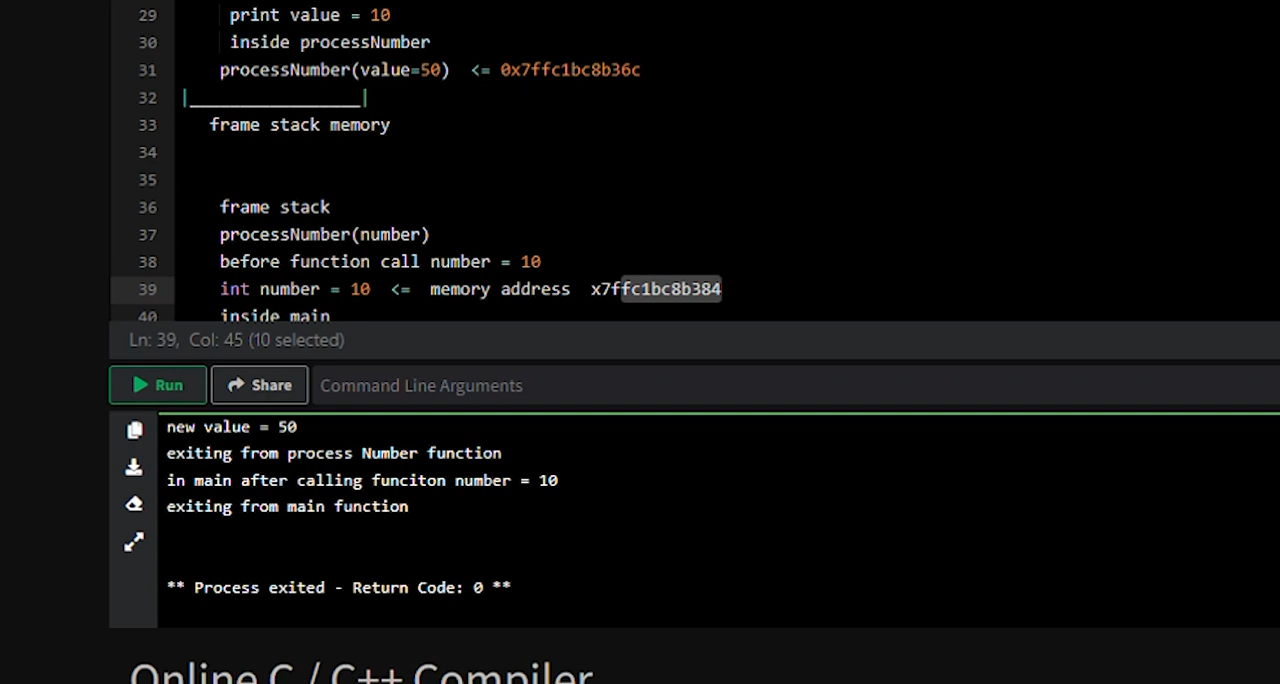 29 print value = 10
30 inside processNumber
31 processNumber(value=50) <= 0x7ffc1bc8b36c
32 |_________________|
33 frame stack memory
34
35
36 frame stack
37 processNumber(number)
38 before function call number = 10
39 int number = 10 <= memory address x7ffc1bc8b384
40 inside main
Ln: 39, Col: 45 (10 selected)
Run Share Command Line Arguments
new value = 50
exiting from process Number function
in main after calling funciton number = 10
exiting from main function
** Process exited - Return Code: 0 **
Online C / C++ Compiler